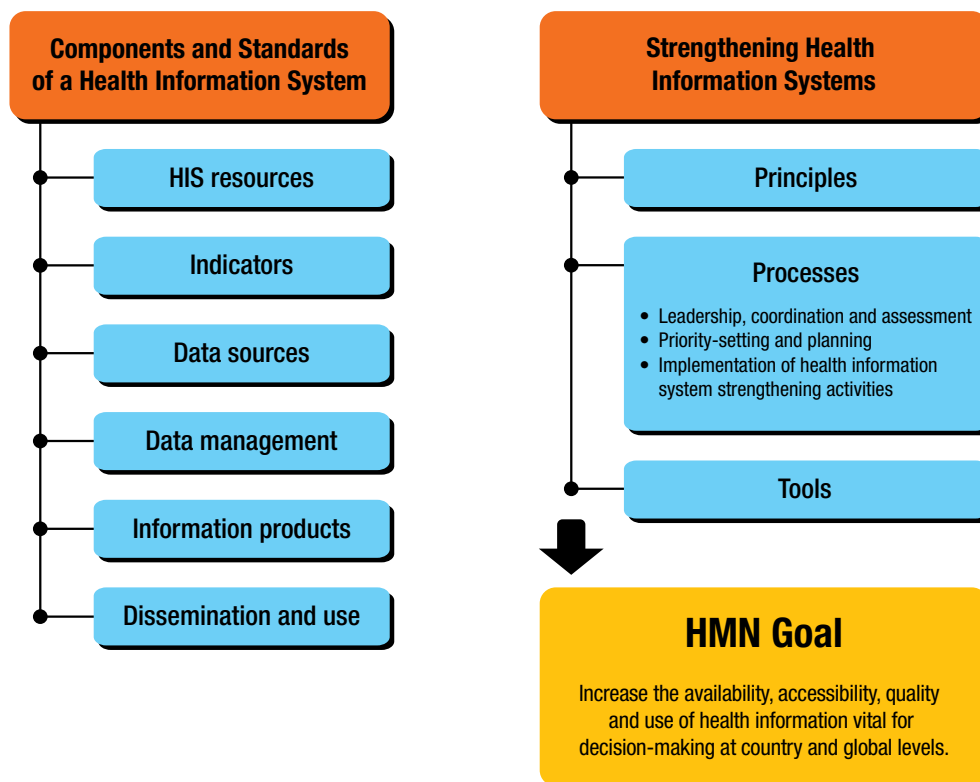 Components and Standards
of a Health Information System
HIS resources
Indicators
Data sources
Data management
Information products
Dissemination and use
Strengthening Health
Information Systems
Principles
Processes
• Leadership, coordination and assessment
• Priority-setting and planning
• Implementation of health information
system strengthening activities
Tools
HMN Goal
Increase the availability, accessibility, quality
and use of health information vital for
decision-making at country and global levels.